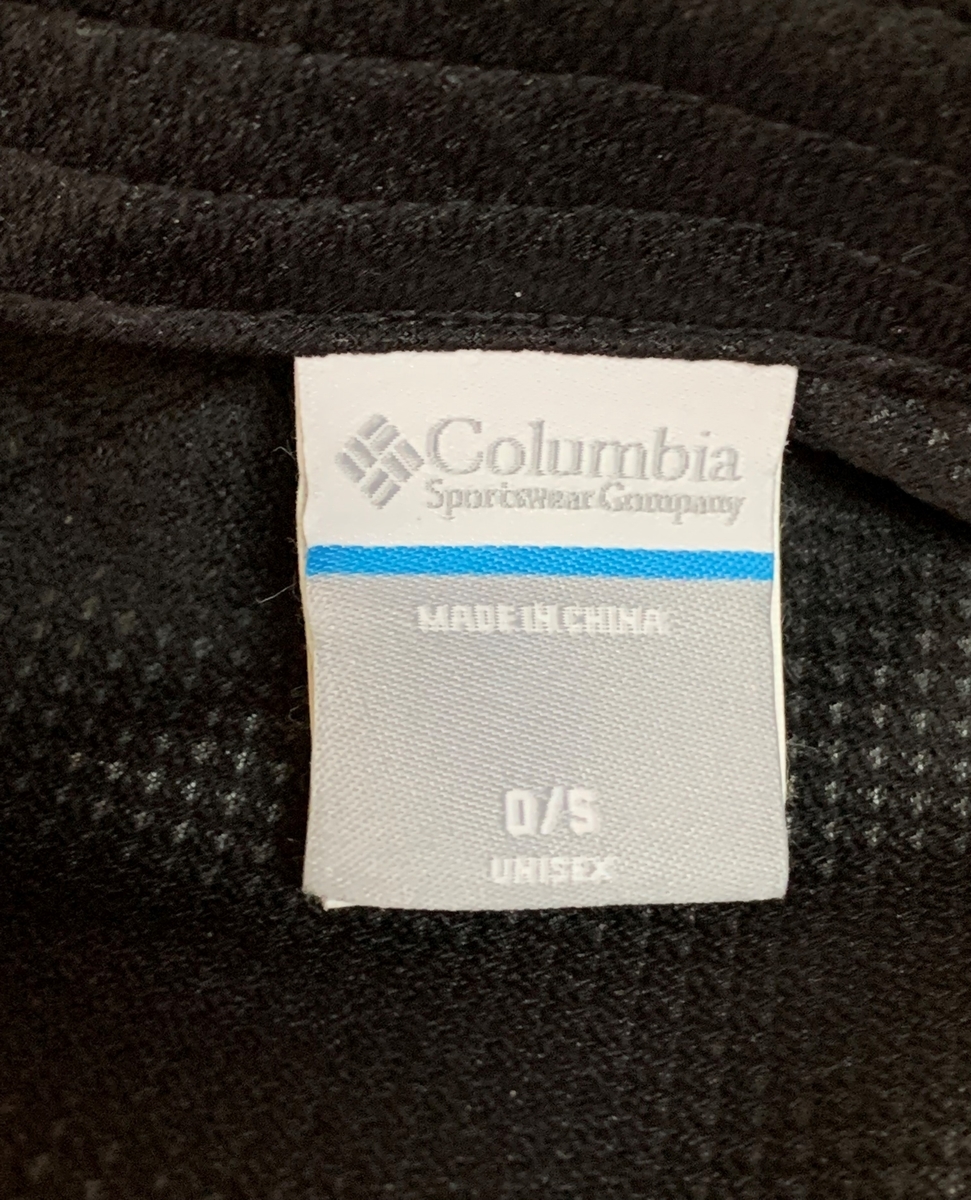 Columbia
Sportswear Company
MADE IN CHINA
O/S
UNISEX